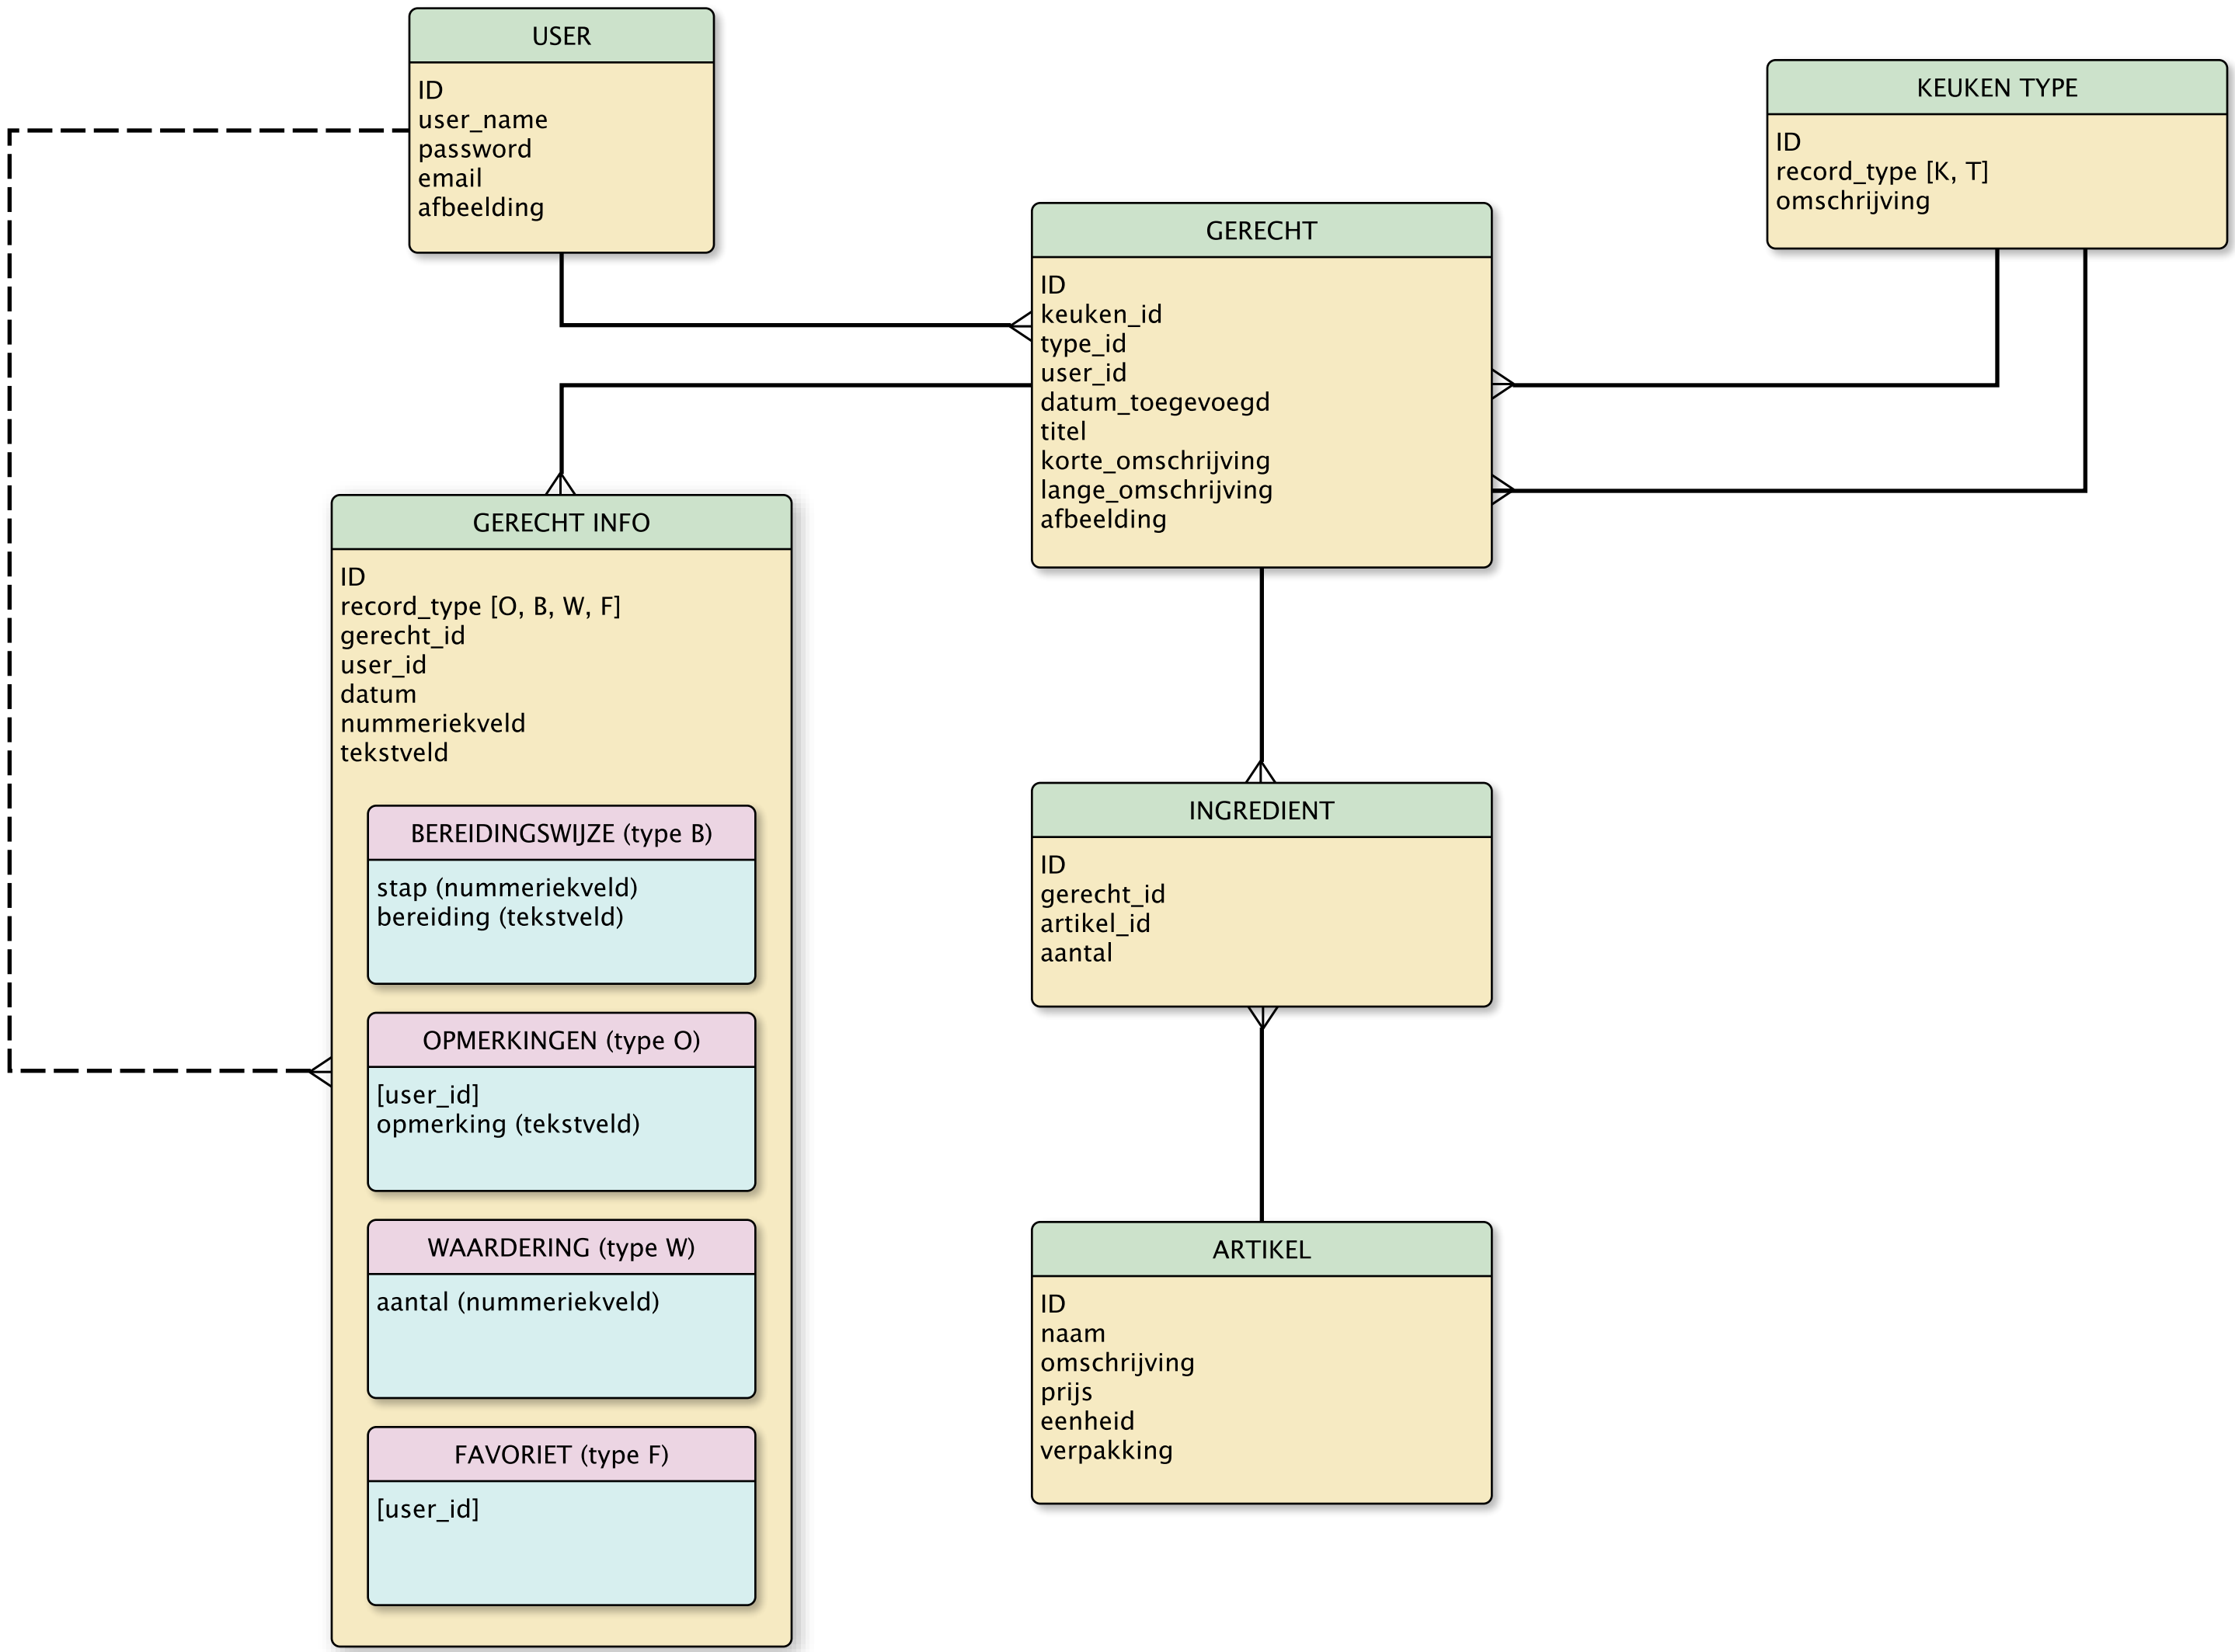 USER
ID
user_name
password
email
afbeelding
KEUKEN TYPE
ID
record_type [K, T]
omschrijving
GERECHT
ID
keuken_id
type_id
user_id
datum_toegevoegd
titel
korte_omschrijving
lange_omschrijving
afbeelding
GERECHT INFO
ID
record_type [O, B, W, F]
gerecht_id
user_id
datum
nummeriekveld
tekstveld
BEREIDINGSWIJZE (type B)
stap (nummeriekveld)
bereiding (tekstveld)
OPMERKINGEN (type O)
[user_id]
opmerking (tekstveld)
WAARDERING (type W)
aantal (nummeriekveld)
FAVORIET (type F)
[user_id]
INGREDIENT
ID
gerecht_id
artikel_id
aantal
ARTIKEL
ID
naam
omschrijving
prijs
eenheid
verpakking